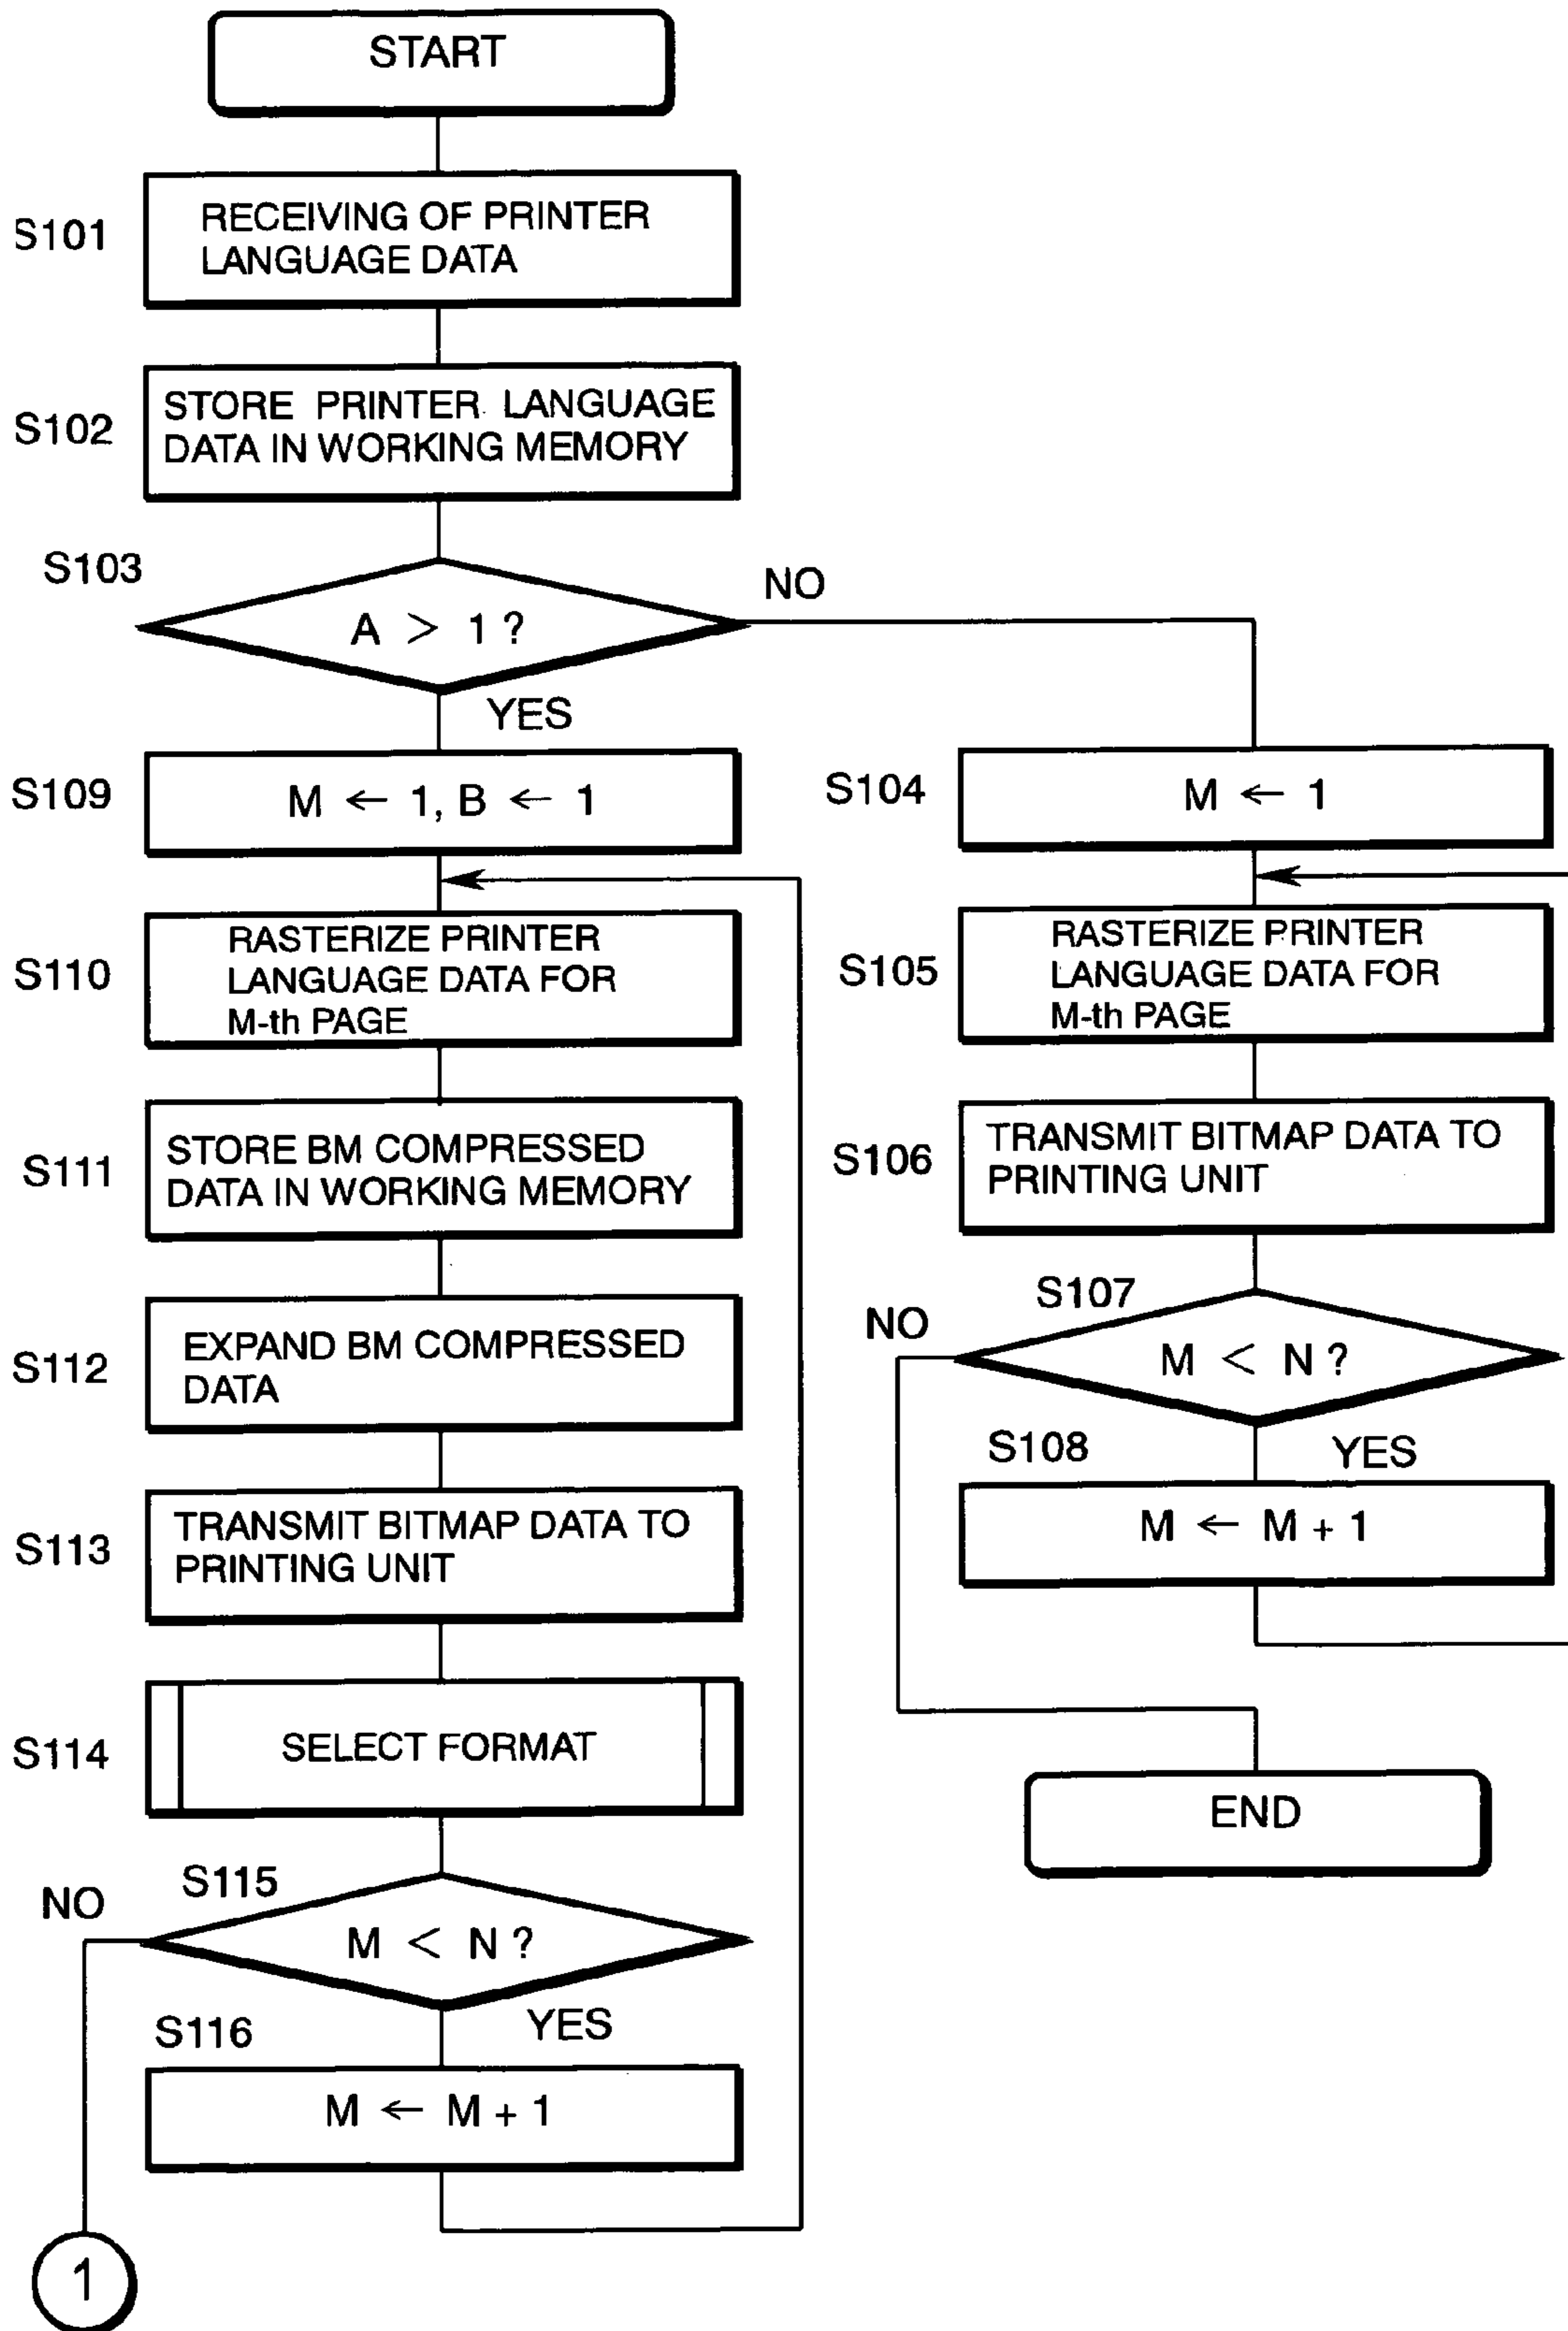 START
S101
RECEIVING OF PRINTER
LANGUAGE DATA
S102
STORE PRINTER LANGUAGE
DATA IN WORKING MEMORY
S103
A > 1 ?
NO
YES
S109
M ← 1, B ← 1
S110
RASTERIZE PRINTER
LANGUAGE DATA FOR
M-th PAGE
S111
STORE BM COMPRESSED
DATA IN WORKING MEMORY
S112
EXPAND BM COMPRESSED
DATA
S113
TRANSMIT BITMAP DATA TO
PRINTING UNIT
S114
SELECT FORMAT
S115
NO
M < N ?
YES
S116
M ← M + 1
1
S104
M ← 1
S105
RASTERIZE PRINTER
LANGUAGE DATA FOR
M-th PAGE
S106
TRANSMIT BITMAP DATA TO
PRINTING UNIT
S107
NO
M < N ?
S108
YES
M ← M + 1
END